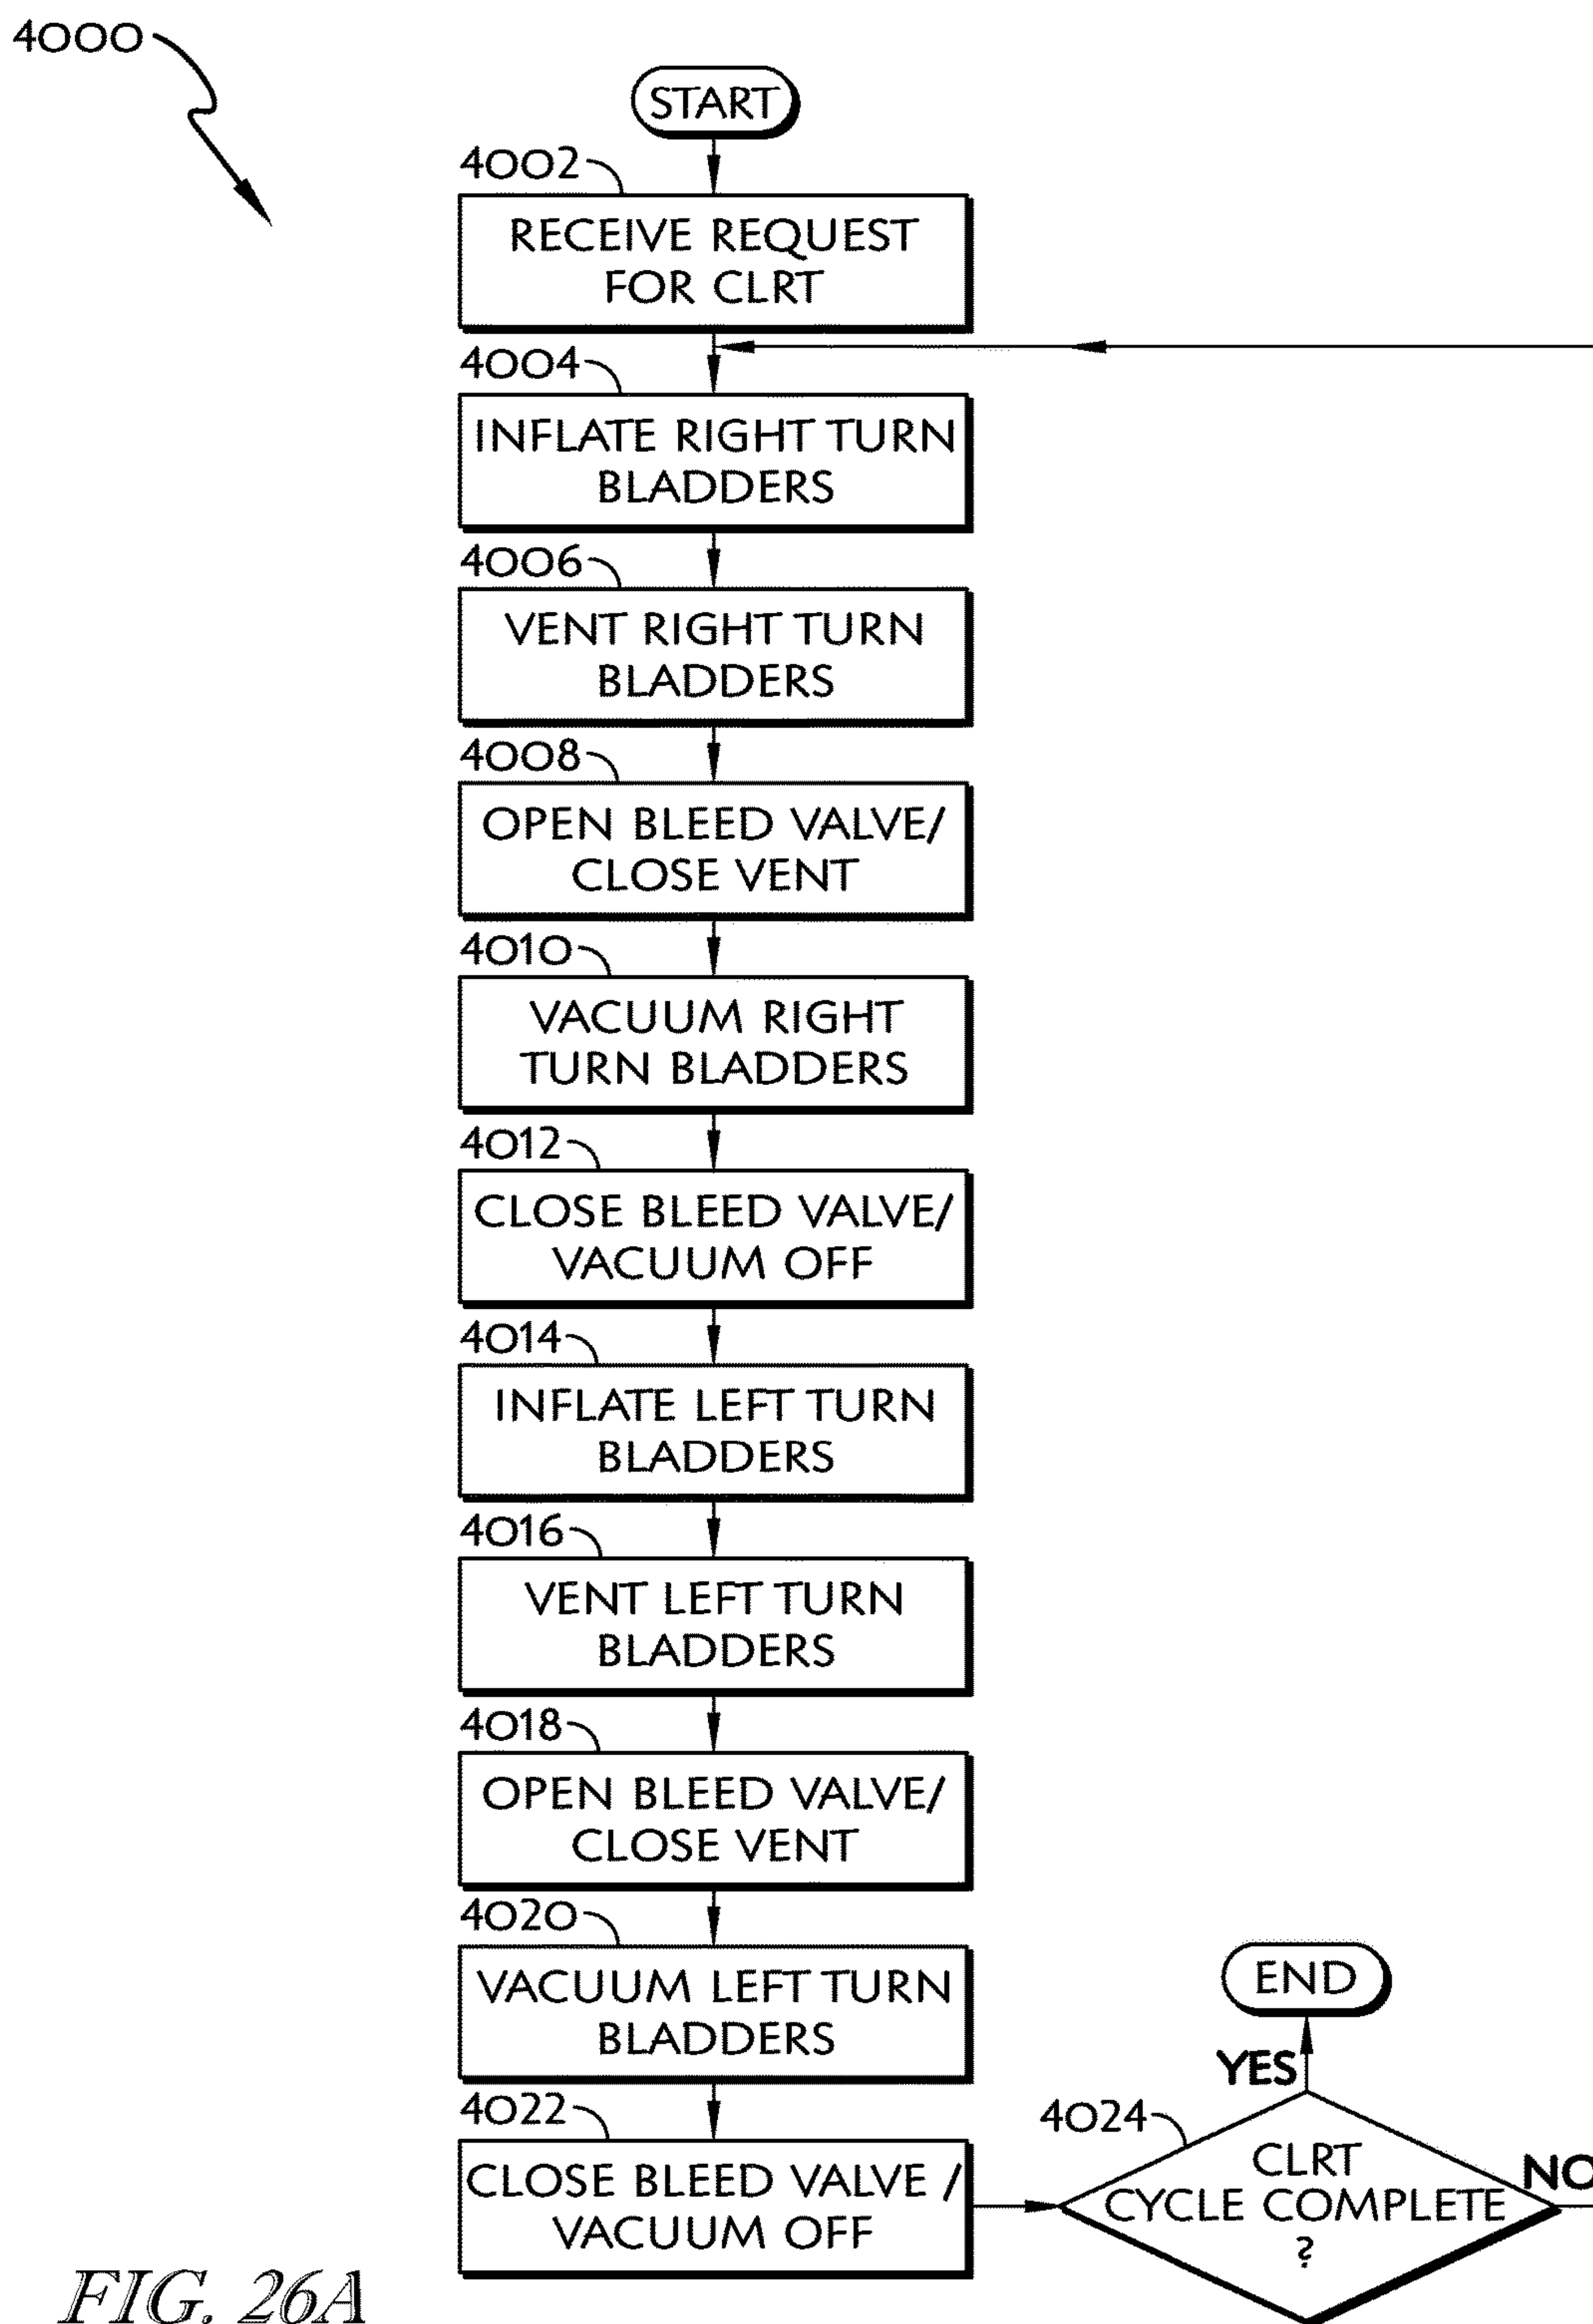 4000
START
4002
RECEIVE REQUEST
FOR CLRT
4004
INFLATE RIGHT TURN
BLADDERS
4006
VENT RIGHT TURN
BLADDERS
4008
OPEN BLEED VALVE/
CLOSE VENT
4010
VACUUM RIGHT
TURN BLADDERS
4012
CLOSE BLEED VALVE/
VACUUM OFF
4014
INFLATE LEFT TURN
BLADDERS
4016
VENT LEFT TURN
BLADDERS
4018
OPEN BLEED VALVE/
CLOSE VENT
4020
VACUUM LEFT TURN
BLADDERS
4022
CLOSE BLEED VALVE /
VACUUM OFF
4024
CLRT
CYCLE COMPLETE
?
YES
END
NO
FIG. 26A